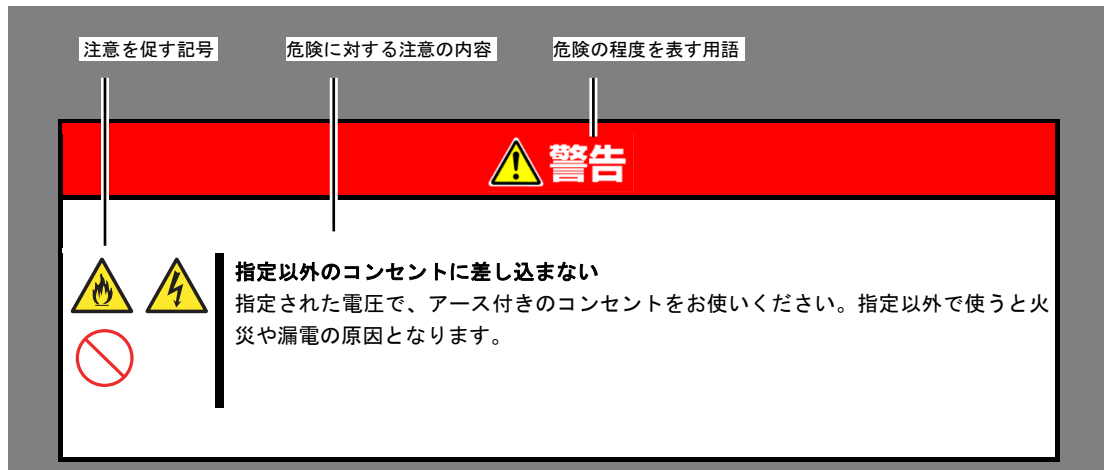 注意を促す記号
危険に対する注意の内容
危険の程度を表す用語
警告
指定以外のコンセントに差し込まない
指定された電圧で、アース付きのコンセントをお使いください。指定以外で使うと火
災や漏電の原因となります。